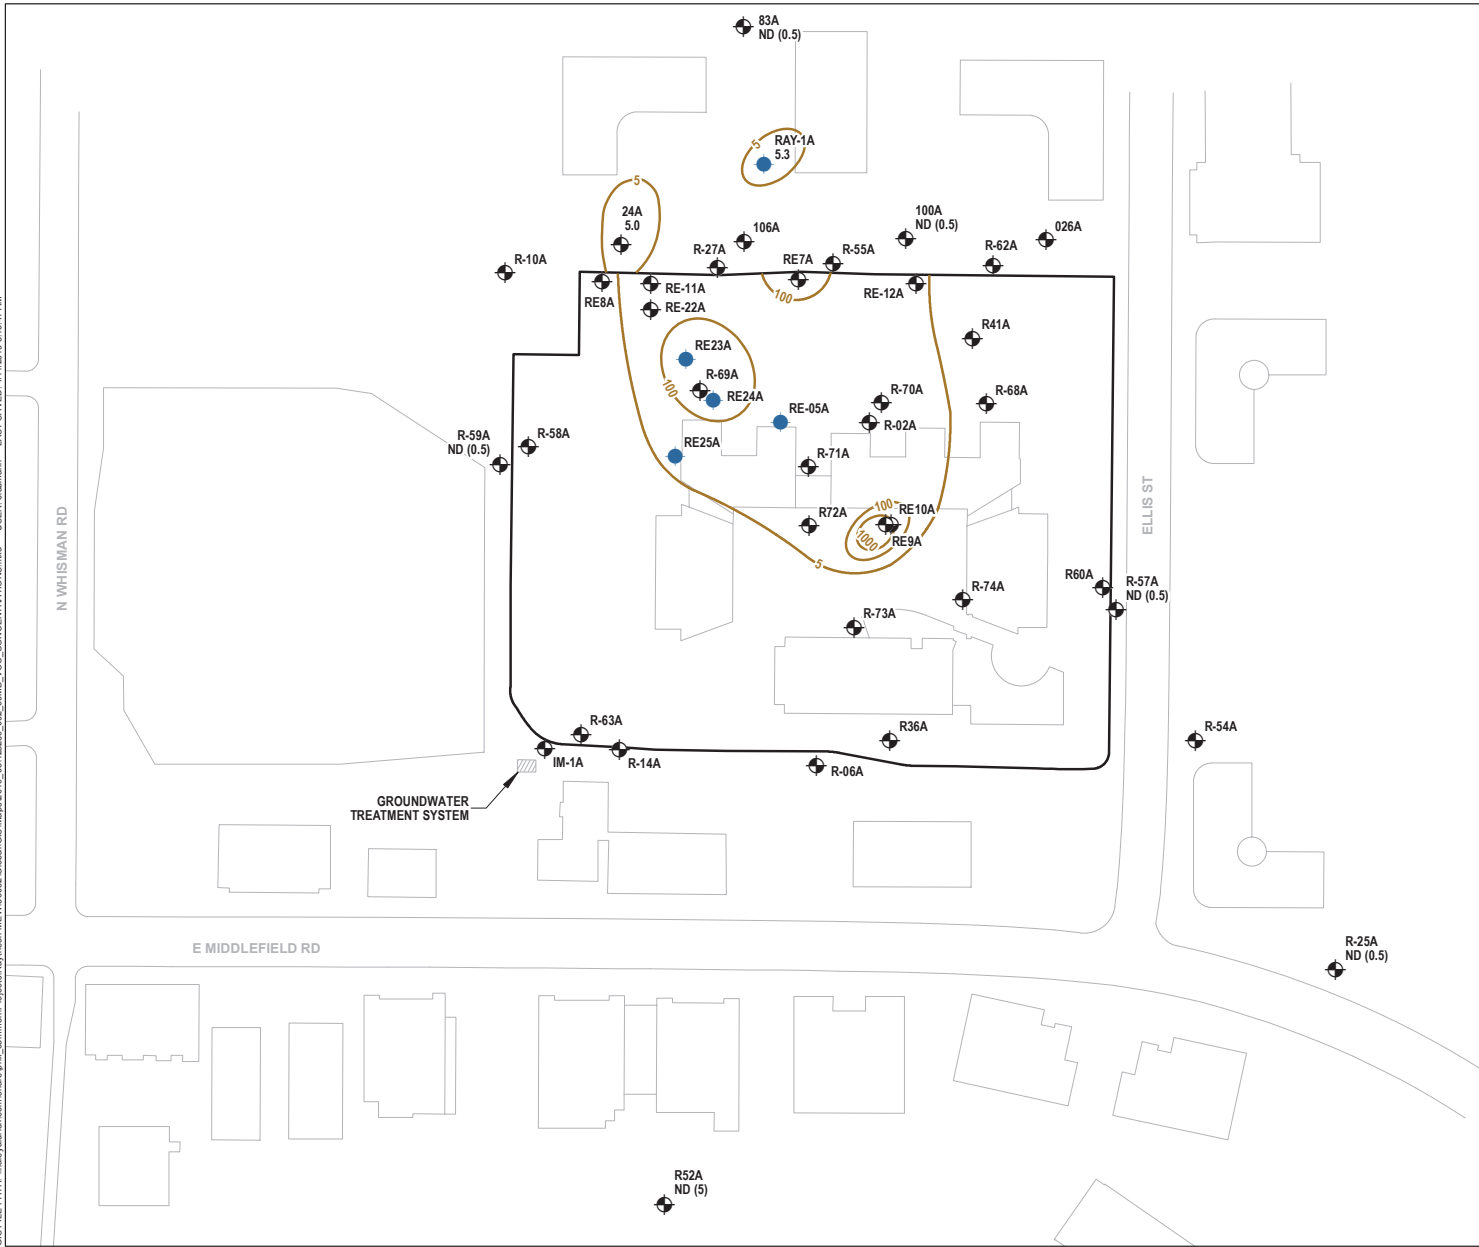 83A
ND (0.5)
5
RAY-1A
5.3
5
24A
5.0
106A
100A
ND (0.5)
026A
R-10A
R-27A
RE7A
R-55A
R-62A
RE8A
RE-11A
100
RE-12A
RE-22A
R41A
RE23A
100
R-69A
RE24A
RE-05A
R-70A
R-68A
R-02A
R-59A
ND (0.5)
R-58A
RE25A
R-71A
R72A
100
RE10A
1000
RE9A
5
N WHISMAN RD
ELLIS ST
R60A
R-57A
ND (0.5)
R-74A
R-73A
R-63A
IM-1A
R-14A
R36A
R-06A
R-54A
GROUNDWATER
TREATMENT SYSTEM
E MIDDLEFIELD RD
R-25A
ND (0.5)
R52A
ND (5)